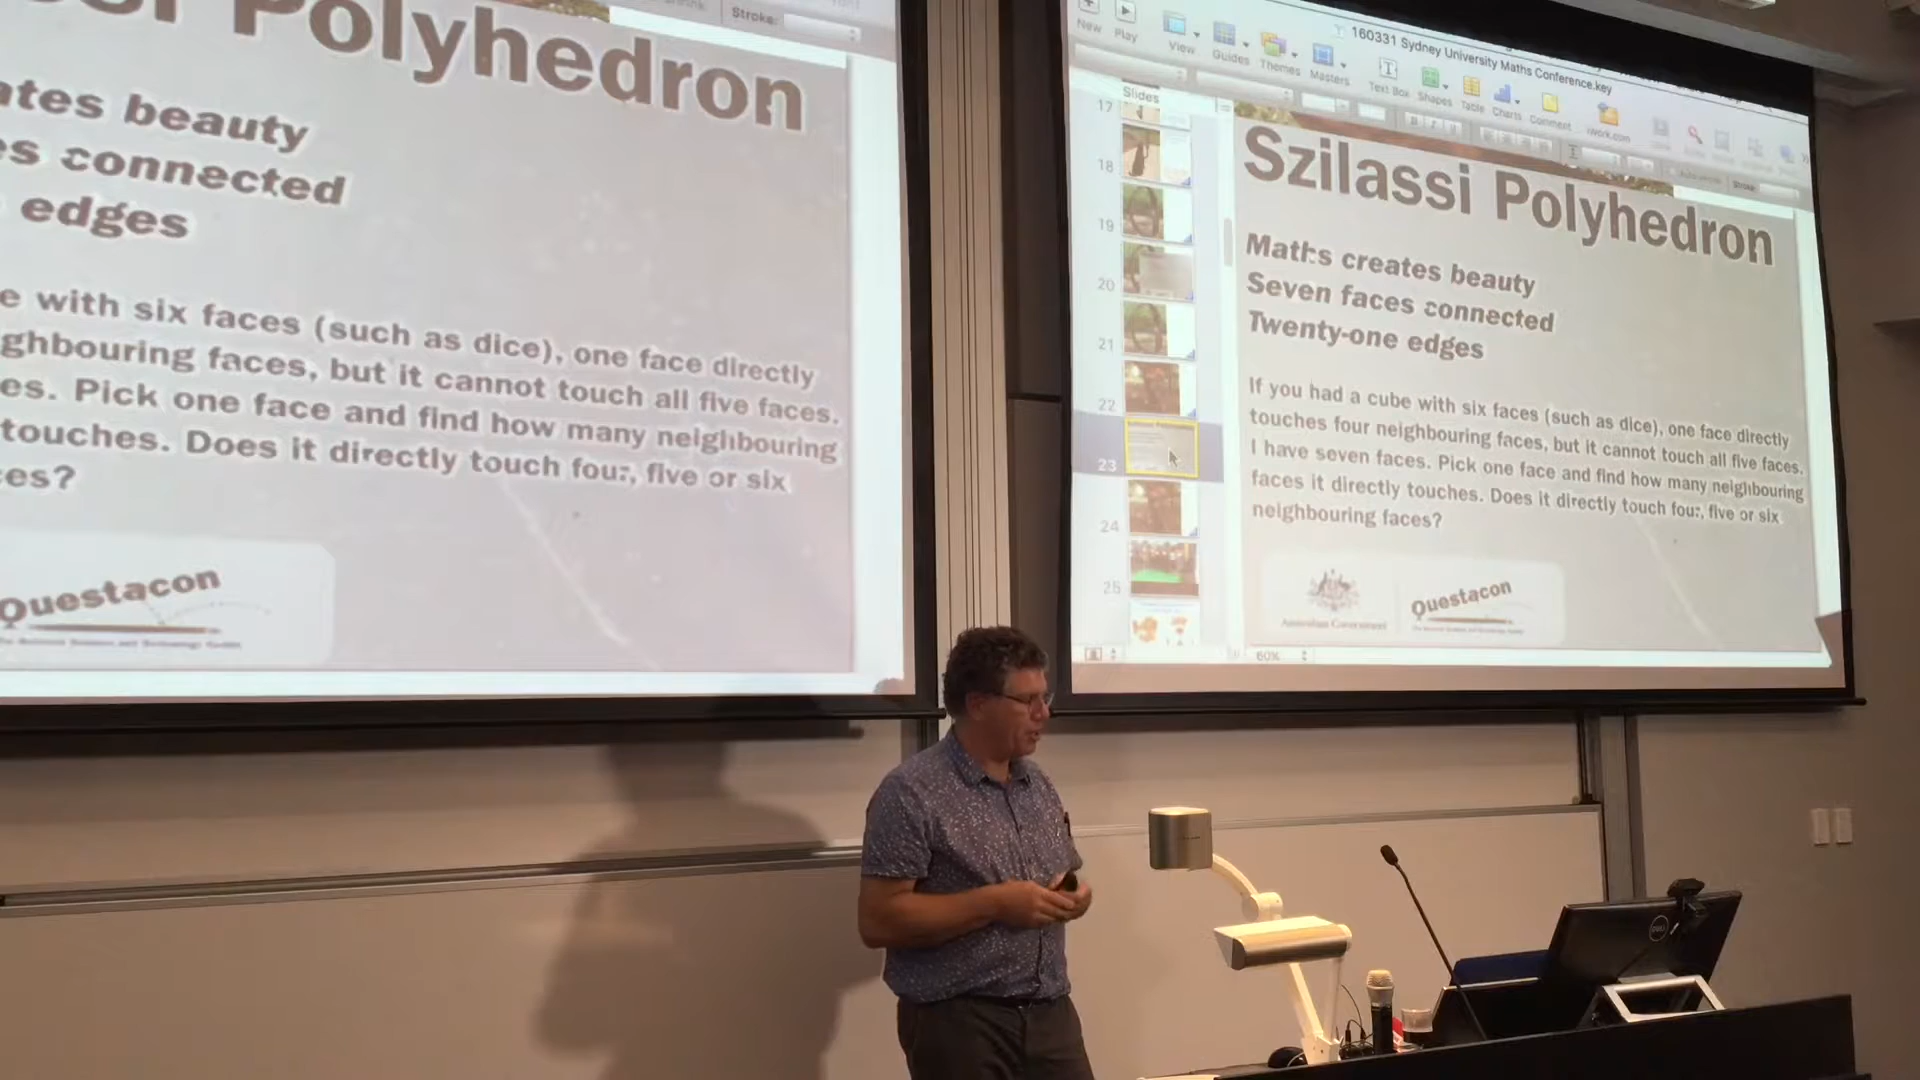 Polyhedron
ates beauty
es connected
edges
e with six faces (such as dice), one face directly
ghbouring faces, but it cannot touch all five faces.
es. Pick one face and find how many neighbouring
touches. Does it directly touch four, five or six
ces?
Questacon
Stroke:
160331 Sydney University Maths Conference.key
New
Play
View
Guides
Themes
Masters
Text Box
Shapes
Table
Charts
Comment
iWork.com
Slides
17
18
19
20
21
22
23
24
25
Szilassi Polyhedron
Maths creates beauty
Seven faces connected
Twenty-one edges
If you had a cube with six faces (such as dice), one face directly
touches four neighbouring faces, but it cannot touch all five faces.
I have seven faces. Pick one face and find how many neighbouring
faces it directly touches. Does it directly touch four, five or six
neighbouring faces?
Australian Government
Questacon
60%
DELL